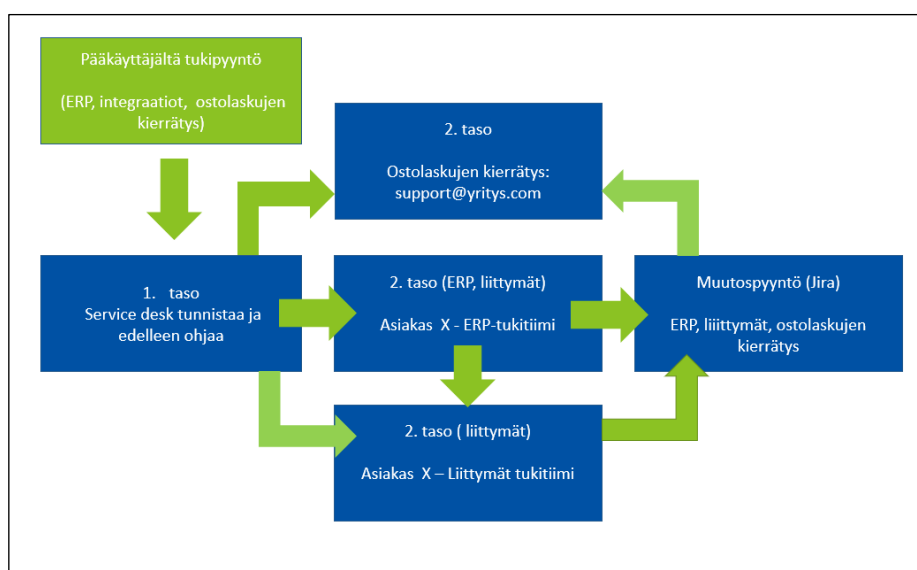 Pääkäyttäjältä tukipyyntö
(ERP, integraatiot, ostolaskujen
kierrätys)
2. taso
Ostolaskujen kierrätys:
support@yritys.com
1. taso
Service desk tunnistaa ja
edelleen ohjaa
2. taso (ERP, liittymät)
Asiakas X - ERP-tukitiimi
Muutospyyntö (Jira)
ERP, liiittymät, ostolaskujen
kierrätys
2. taso ( liittymät)
Asiakas X – Liittymät tukitiimi